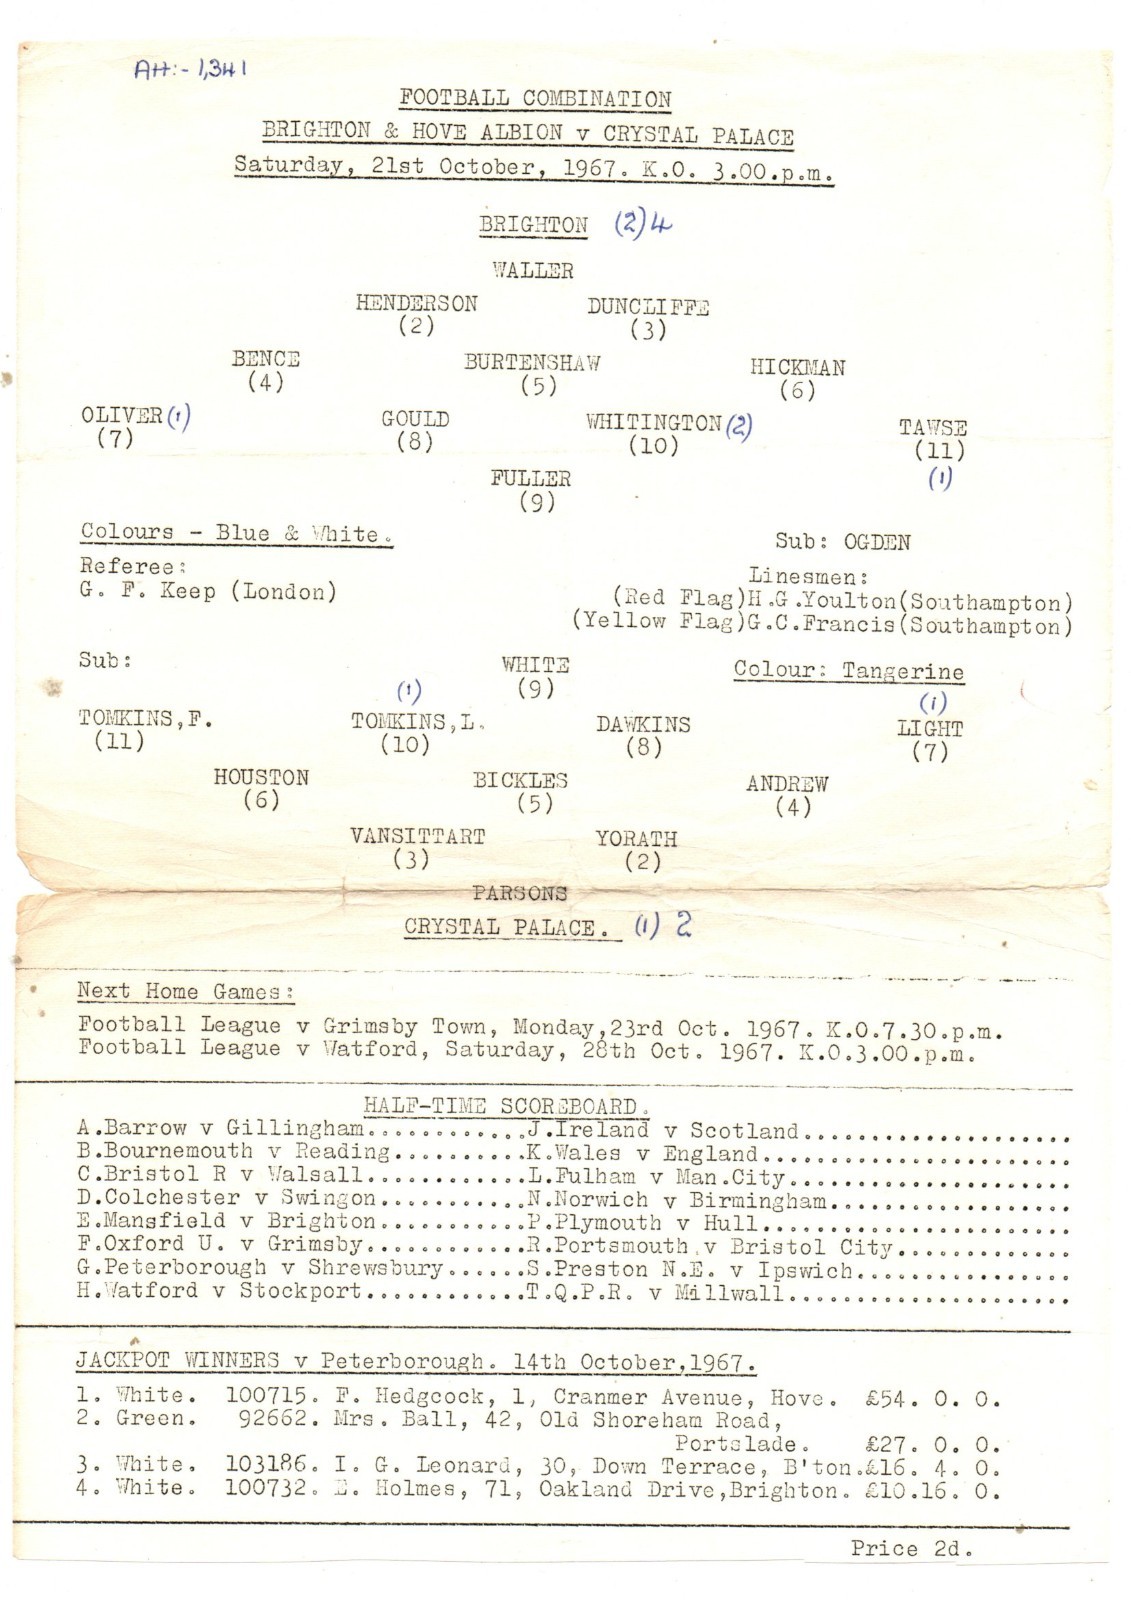 Att:- 1,341
FOOTBALL COMBINATION
BRIGHTON & HOVE ALBION v CRYSTAL PALACE
Saturday, 21st October, 1967. K.O. 3.00.p.m.
BRIGHTON (2) 4
WALLER
HENDERSON DUNCLIFFE
(2) (3)
BENCE BURTENSHAW HICKMAN
(4) (5) (6)
OLIVER (1) GOULD WHITINGTON (2) TAWSE
(7) (8) (10) (11)
(1)
FULLER
(9)
Colours - Blue & White.
Sub: OGDEN
Referee:
G. F. Keep (London)
Linesmen:
(Red Flag)H.G.Youlton(Southampton)
(Yellow Flag)G.C.Francis(Southampton)
Sub: WHITE Colour: Tangerine
(9)
(1) (1)
TOMKINS,F. TOMKINS,L. DAWKINS LIGHT
(11) (10) (8) (7)
HOUSTON BICKLES ANDREW
(6) (5) (4)
VANSITTART YORATH
(3) (2)
PARSONS
CRYSTAL PALACE. (1) 2
Next Home Games:
Football League v Grimsby Town, Monday,23rd Oct. 1967. K.O.7.30.p.m.
Football League v Watford, Saturday, 28th Oct. 1967. K.O.3.00.p.m.
HALF-TIME SCOREBOARD.
A.Barrow v Gillingham............J.Ireland v Scotland....................
B.Bournemouth v Reading..........K.Wales v England.......................
C.Bristol R v Walsall............L.Fulham v Man.City.....................
D.Colchester v Swingon...........N.Norwich v Birmingham..................
E.Mansfield v Brighton...........P.Plymouth v Hull.......................
F.Oxford U. v Grimsby............R.Portsmouth v Bristol City.............
G.Peterborough v Shrewsbury......S.Preston N.E. v Ipswich................
H.Watford v Stockport............T.Q.P.R. v Millwall.....................
JACKPOT WINNERS v Peterborough. 14th October,1967.
1. White. 100715. F. Hedgcock, 1, Cranmer Avenue, Hove. £54. 0. 0.
2. Green. 92662. Mrs. Ball, 42, Old Shoreham Road,
Portslade. £27. 0. 0.
3. White. 103186. I. G. Leonard, 30, Down Terrace, B'ton.£16. 4. 0.
4. White. 100732. E. Holmes, 71, Oakland Drive,Brighton. £10.16. 0.
Price 2d.